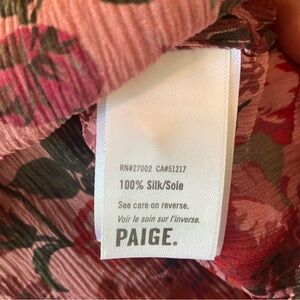 RN#27002 CA#51217
100% Silk/Soie
See care on reverse.
Voir le soin sur l'inverse.
PAIGE.